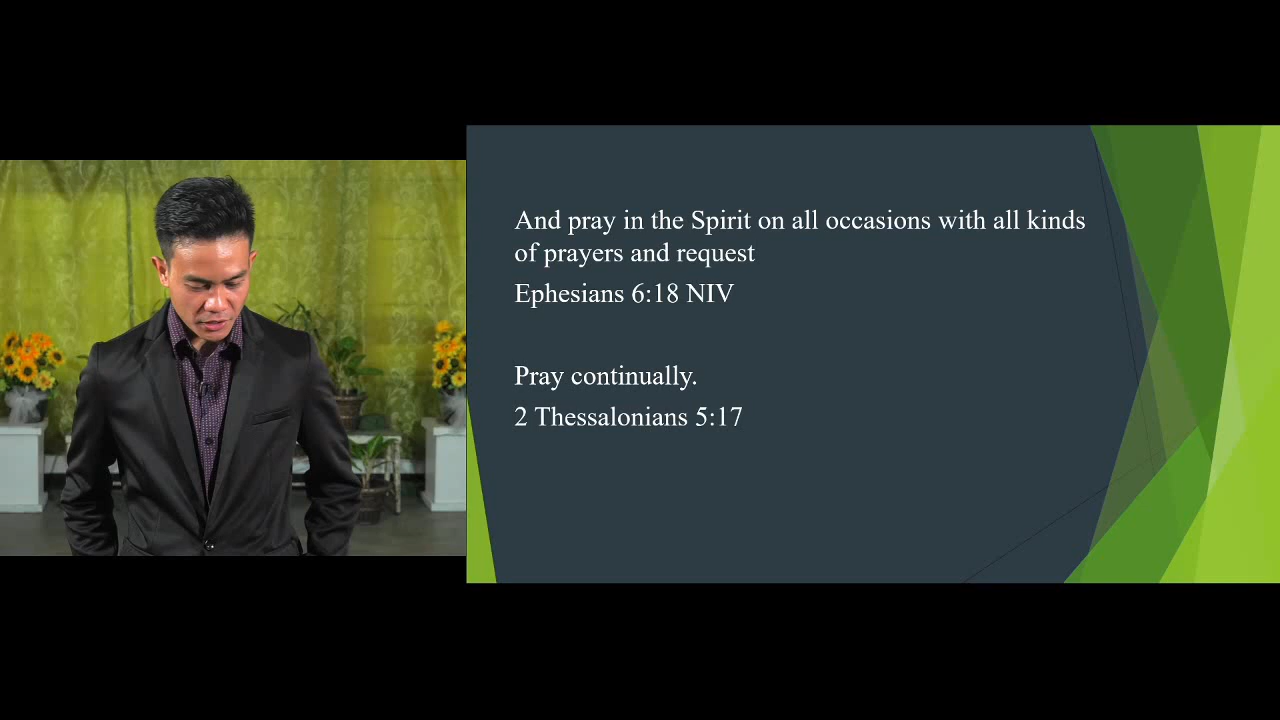 And pray in the Spirit on all occasions with all kinds
of prayers and request
Ephesians 6:18 NIV
Pray continually.
2 Thessalonians 5:17